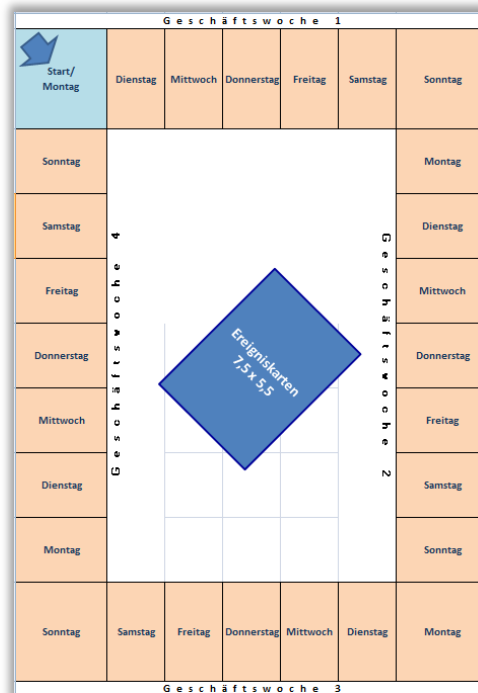 Geschäftswoche 1
Start/
Montag
Dienstag
Mittwoch
Donnerstag
Freitag
Samstag
Sonntag
Sonntag
Montag
Samstag
Dienstag
Freitag
Mittwoch
Donnerstag
Donnerstag
Mittwoch
Freitag
Dienstag
Samstag
Montag
Sonntag
Geschäftswoche 4
Geschäftswoche 2
Ereigniskarten
7,5 x 5,5
Sonntag
Samstag
Freitag
Donnerstag
Mittwoch
Dienstag
Montag
Geschäftswoche 3